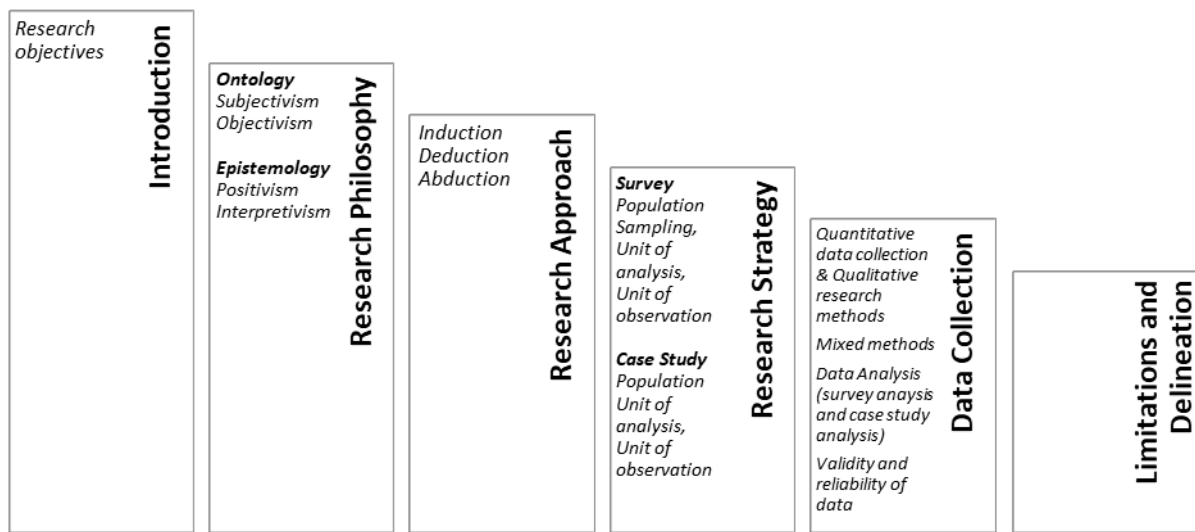 Research
objectives
Introduction
Ontology
Subjectivism
Objectivism
Epistemology
Positivism
Interpretivism
Research Philosophy
Induction
Deduction
Abduction
Research Approach
Survey
Population
Sampling,
Unit of
analysis,
Unit of
observation
Case Study
Population
Unit of
analysis,
Unit of
observation
Research Strategy
Quantitative
data collection
& Qualitative
research
methods
Mixed methods
Data Analysis
(survey anaysis
and case study
analysis)
Validity and
reliability of
data
Data Collection
Limitations and
Delineation